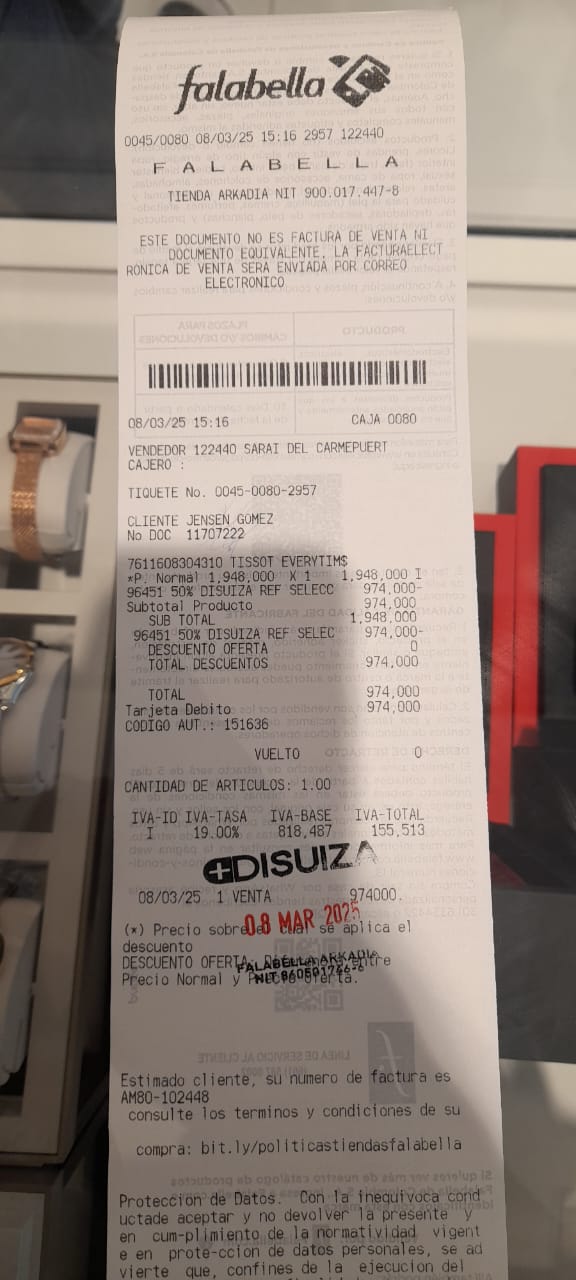 falabella
0045/0080 08/03/25 15:16 2957 122440
F A L A B E L L A
TIENDA ARKADIA NIT 900.017.447-8
ESTE DOCUMENTO NO ES FACTURA DE VENTA NI
DOCUMENTO EQUIVALENTE, LA FACTURAELECT
RONICA DE VENTA SERA ENVIADA POR CORREO
ELECTRONICO
08/03/25 15:16 CAJA 0080
VENDEDOR 122440 SARAI DEL CARMEPUERT
CAJERO :
TIQUETE No. 0045-0080-2957
CLIENTE JENSEN GOMEZ
No DOC 11707222
7611608304310 TISSOT EVERYTIM$
*P. Normal 1,948,000 X 1 1,948,000 I
96451 50% DISUIZA REF SELECC 974,000-
Subtotal Producto 974,000
SUB TOTAL 1,948,000
96451 50% DISUIZA REF SELEC 974,000-
DESCUENTO OFERTA 0
TOTAL DESCUENTOS 974,000
TOTAL 974,000
Tarjeta Debito 974,000
CODIGO AUT.: 151636
VUELTO 0
CANTIDAD DE ARTICULOS: 1.00
IVA-ID IVA-TASA IVA-BASE IVA-TOTAL
I 19.00% 818,487 155,513
DISUIZA
08/03/25 1 VENTA 974000.
08 MAR 2025
(*) Precio sobre el cual se aplica el
descuento
DESCUENTO OFERTA: entre
FALABELLA ARKADIA
Precio Normal y Precio Oferta.
Estimado cliente, su numero de factura es
AM80-102448
consulte los terminos y condiciones de su
compra: bit.ly/politicastiendasfalabella
Proteccion de Datos. Con la inequivoca cond
uctade aceptar y no devolver la presente y
en cum-plimiento de la normatividad vigent
e en prote-ccion de datos personales, se ad
vierte que, confines de la ejecucion del